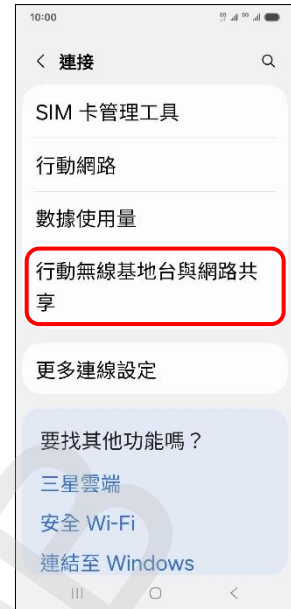 10:00
連接
SIM 卡管理工具
行動網路
數據使用量
行動無線基地台與網路共
享
更多連線設定
要找其他功能嗎？
三星雲端
安全 Wi-Fi
連結至 Windows